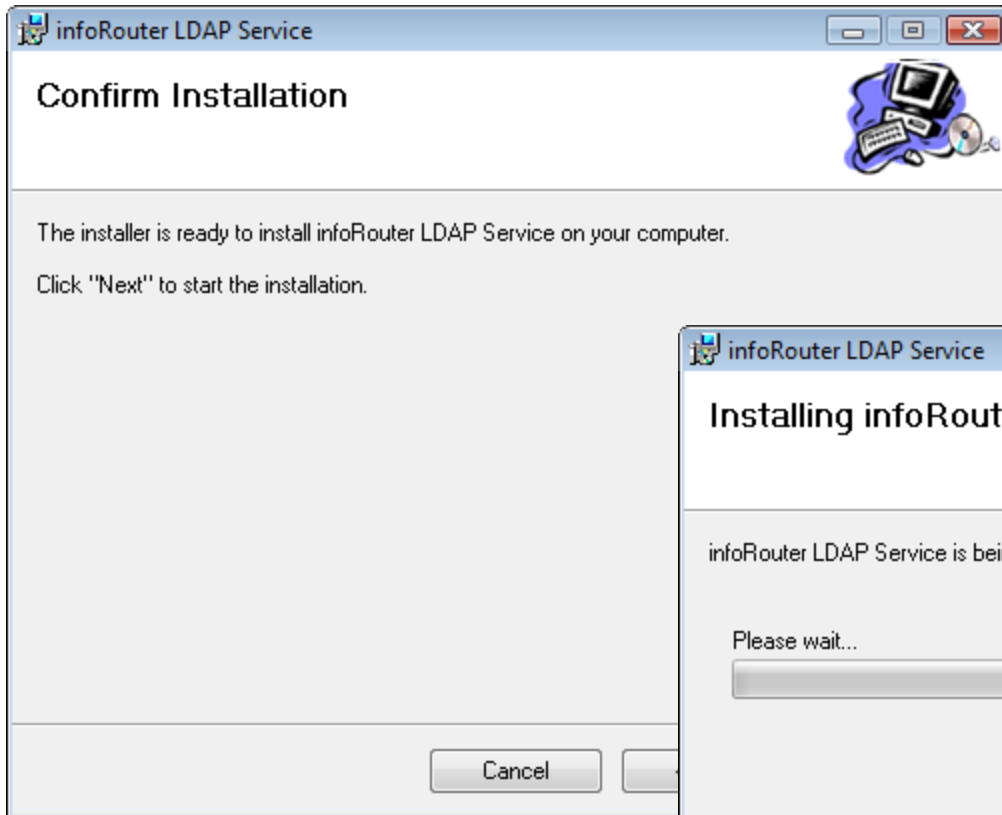 infoRouter LDAP Service
Confirm Installation
The installer is ready to install infoRouter LDAP Service on your computer.
Click "Next" to start the installation.
Cancel
infoRouter LDAP Service
Installing infoRout
infoRouter LDAP Service is bei
Please wait...